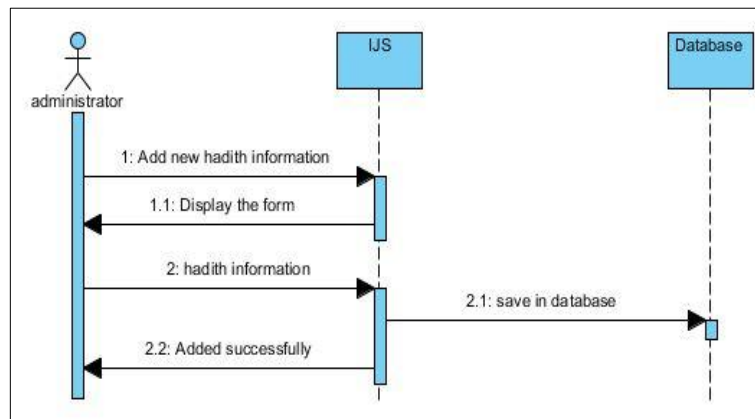 IJS
Database
administrator
1: Add new hadith information
1.1: Display the form
2: hadith information
2.1: save in database
2.2: Added successfully